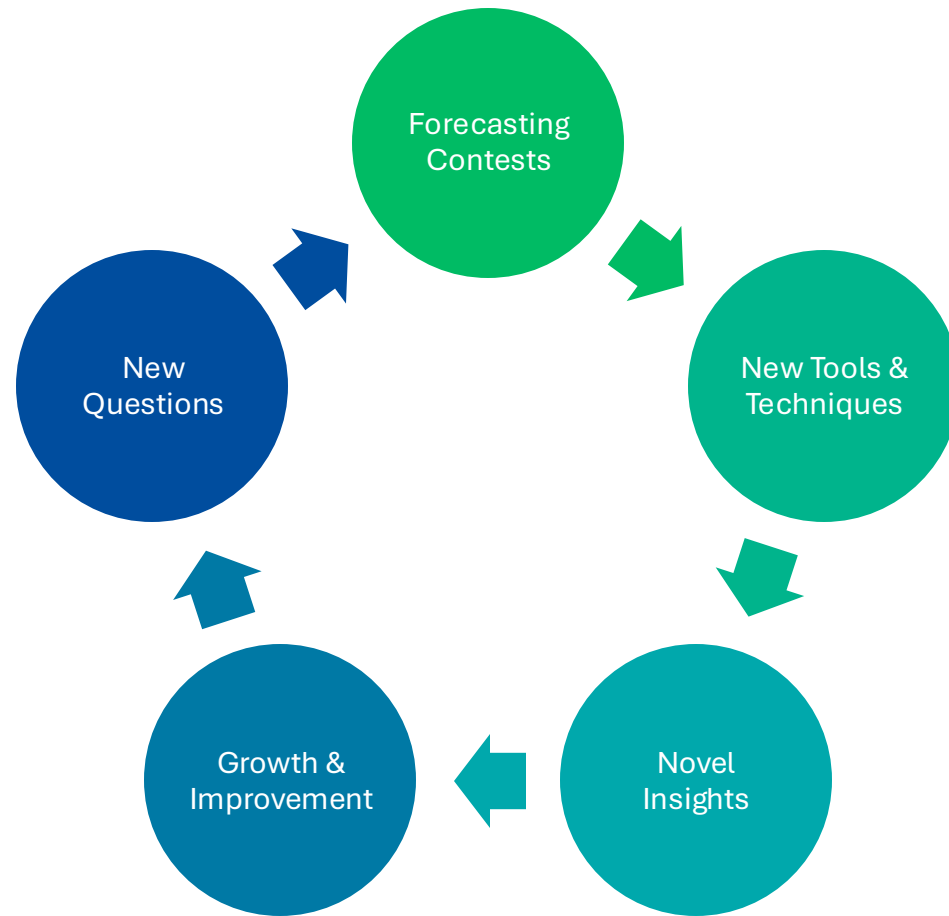 Forecasting
Contests
New Tools &
Techniques
Novel
Insights
Growth &
Improvement
New
Questions